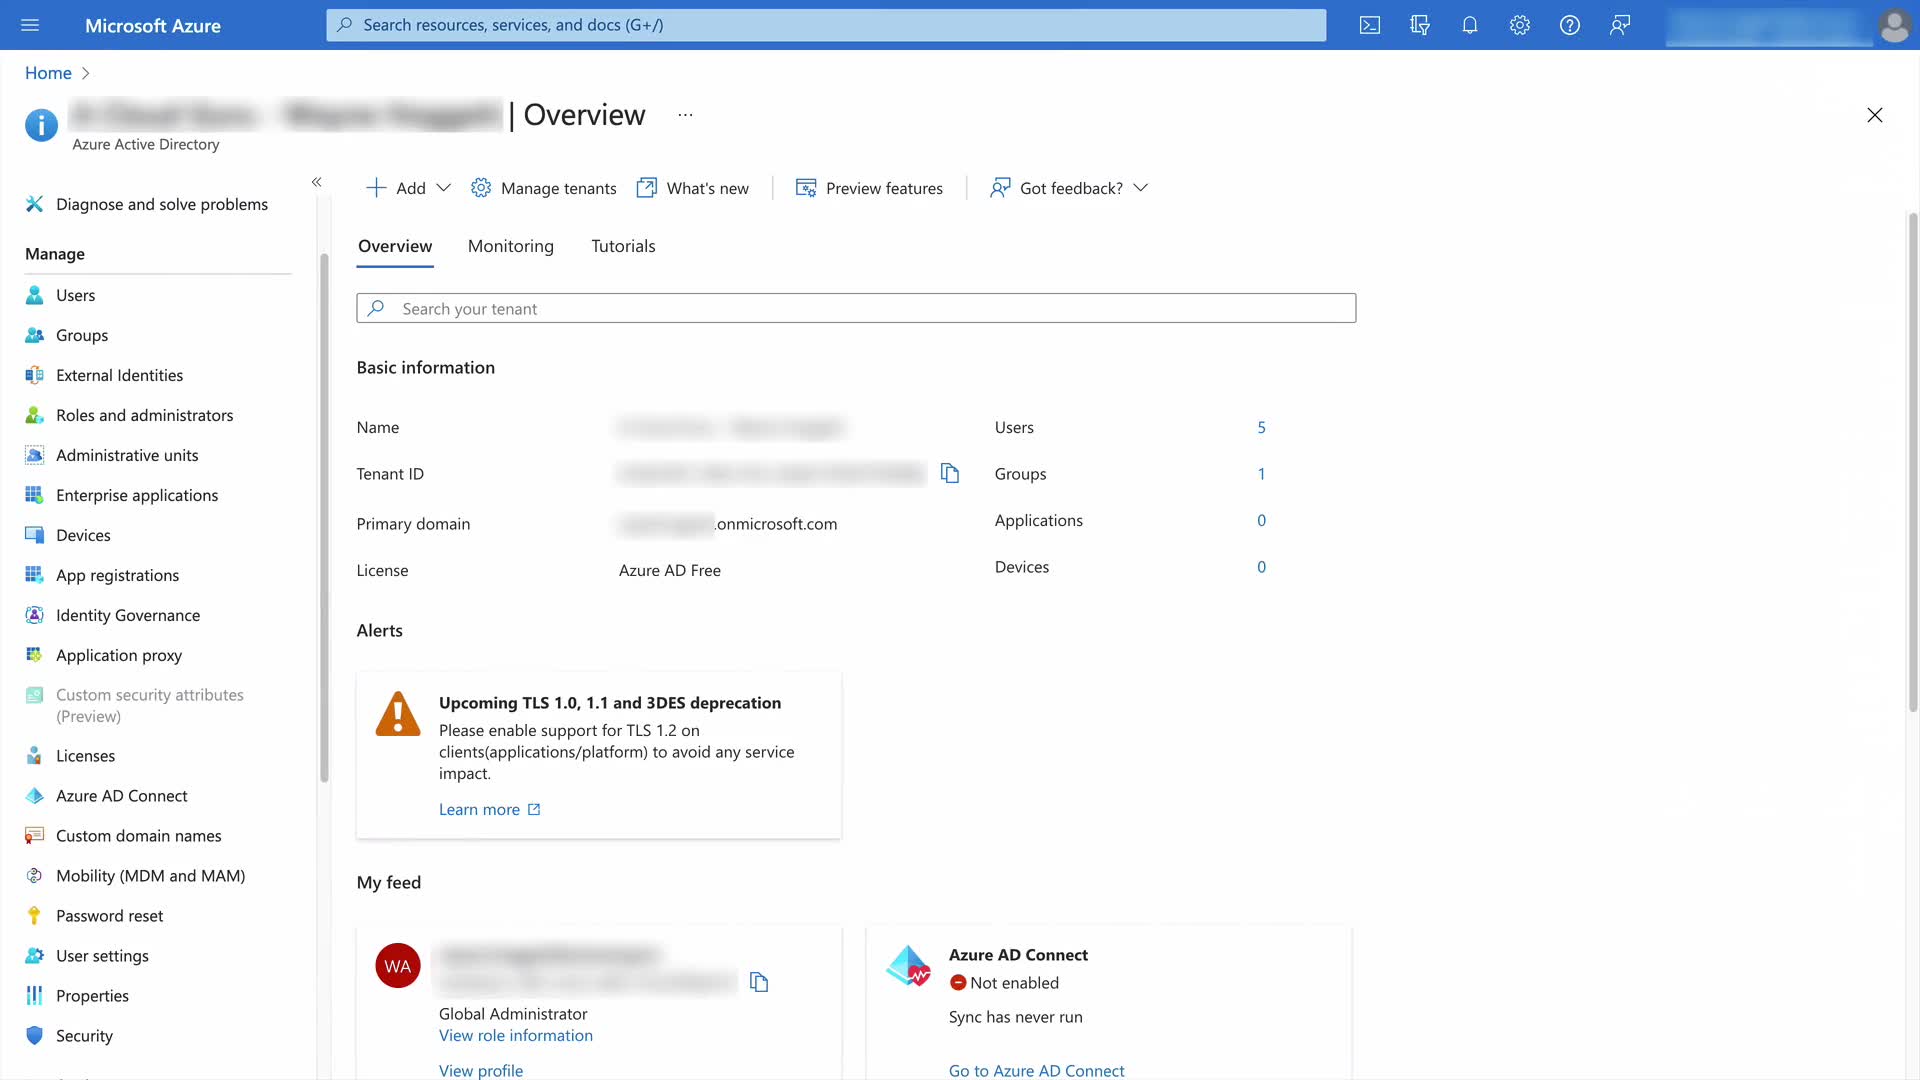 Microsoft Azure
Search resources, services, and docs (G+/)
Home
| Overview
...
Azure Active Directory
Diagnose and solve problems
Manage
Users
Groups
External Identities
Roles and administrators
Administrative units
Enterprise applications
Devices
App registrations
Identity Governance
Application proxy
Custom security attributes
(Preview)
Licenses
Azure AD Connect
Custom domain names
Mobility (MDM and MAM)
Password reset
User settings
Properties
Security
Add
Manage tenants
What's new
Preview features
Got feedback?
Overview
Monitoring
Tutorials
Search your tenant
Basic information
Name
Tenant ID
Primary domain
.onmicrosoft.com
License
Azure AD Free
Users
5
Groups
1
Applications
0
Devices
0
Alerts
Upcoming TLS 1.0, 1.1 and 3DES deprecation
Please enable support for TLS 1.2 on
clients(applications/platform) to avoid any service
impact.
Learn more
My feed
WA
Global Administrator
View role information
View profile
Azure AD Connect
Not enabled
Sync has never run
Go to Azure AD Connect